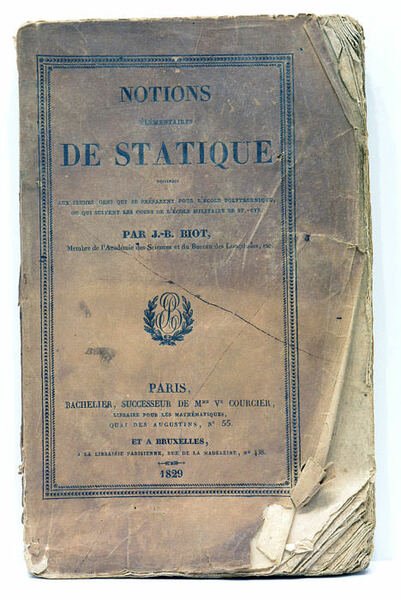 NOTIONS
ÉLÉMENTAIRES
DE STATIQUE
DESTINÉES
AUX JEUNES GENS QUI SE PRÉPARENT POUR L'ÉCOLE POLYTECHNIQUE,
OU QUI SUIVENT LES COURS DE L'ÉCOLE MILITAIRE DE ST.-CYR.
PAR J.-B. BIOT,
Membre de l'Académie des Sciences et du Bureau des Longitudes, etc.
PARIS,
BACHELIER, SUCCESSEUR DE Mme Ve COURCIER,
LIBRAIRE POUR LES MATHÉMATIQUES,
QUAI DES AUGUSTINS, No 55.
ET A BRUXELLES,
A LA LIBRAIRIE PARISIENNE, RUE DE LA MADELEINE, No 438.
1829